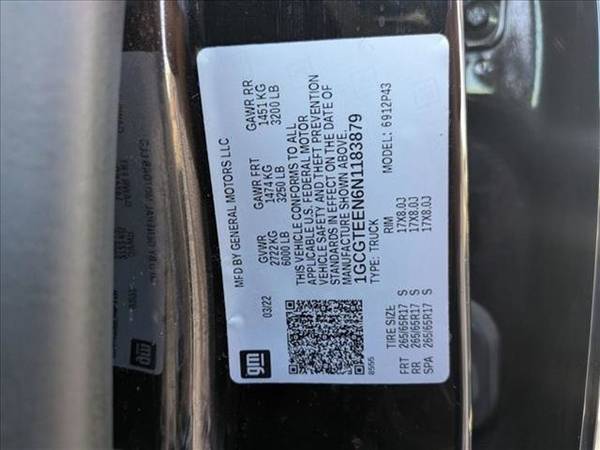 gm
MFD BY GENERAL MOTORS LLC
03/22
GVWR GAWR FRT GAWR RR
2722 KG 1474 KG 1451 KG
6000 LB 3250 LB 3200 LB
THIS VEHICLE CONFORMS TO ALL
APPLICABLE U.S. FEDERAL MOTOR
VEHICLE SAFETY AND THEFT PREVENTION
STANDARDS IN EFFECT ON THE DATE OF
MANUFACTURE SHOWN ABOVE.
1GCGTEEN6N1183879
TYPE: TRUCK MODEL: 6912P43
8555
TIRE SIZE RIM
FRT 265/65R17 S 17X8.0J
RR 265/65R17 S 17X8.0J
SPA 265/65R17 S 17X8.0J